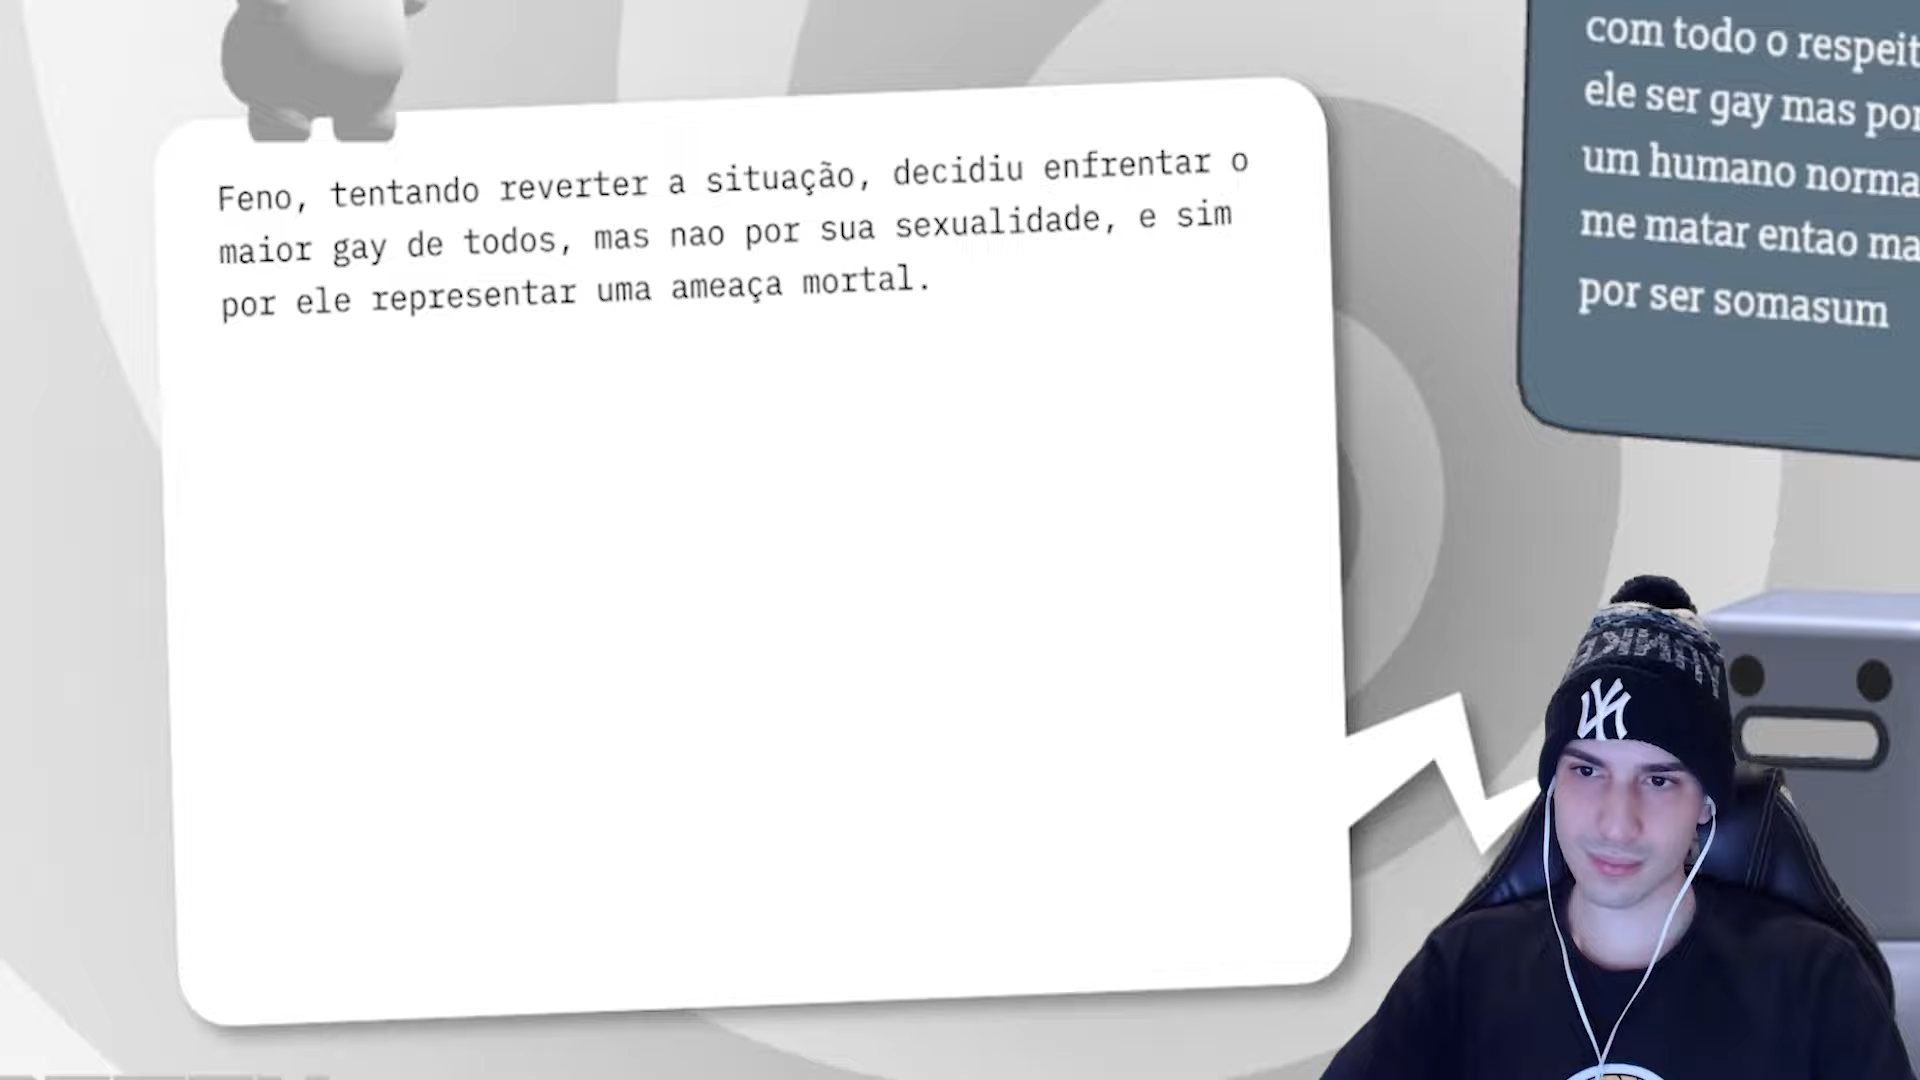 Feno, tentando reverter a situação, decidiu enfrentar o
maior gay de todos, mas nao por sua sexualidade, e sim
por ele representar uma ameaça mortal.
com todo o respeit
ele ser gay mas por
um humano norma
me matar entao ma
por ser somasum
NY